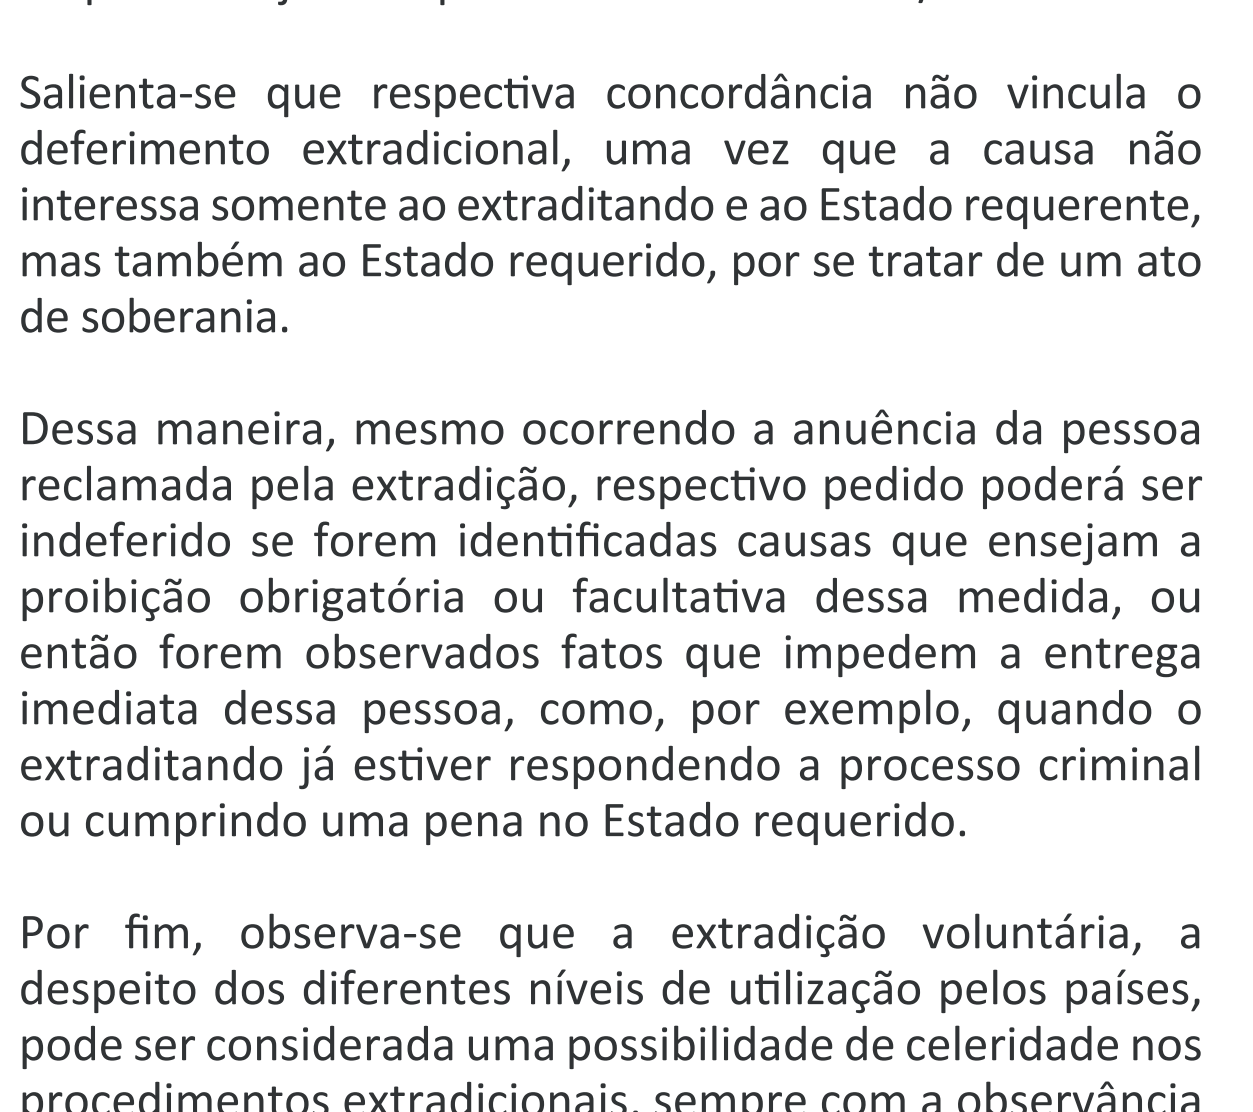 Salienta-se que respectiva concordância não vincula o
deferimento extradicional, uma vez que a causa não
interessa somente ao extraditando e ao Estado requerente,
mas também ao Estado requerido, por se tratar de um ato
de soberania.
Dessa maneira, mesmo ocorrendo a anuência da pessoa
reclamada pela extradição, respectivo pedido poderá ser
indeferido se forem identificadas causas que ensejam a
proibição obrigatória ou facultativa dessa medida, ou
então forem observados fatos que impedem a entrega
imediata dessa pessoa, como, por exemplo, quando o
extraditando já estiver respondendo a processo criminal
ou cumprindo uma pena no Estado requerido.
Por fim, observa-se que a extradição voluntária, a
despeito dos diferentes níveis de utilização pelos países,
pode ser considerada uma possibilidade de celeridade nos
procedimentos extradicionais, sempre com a observância